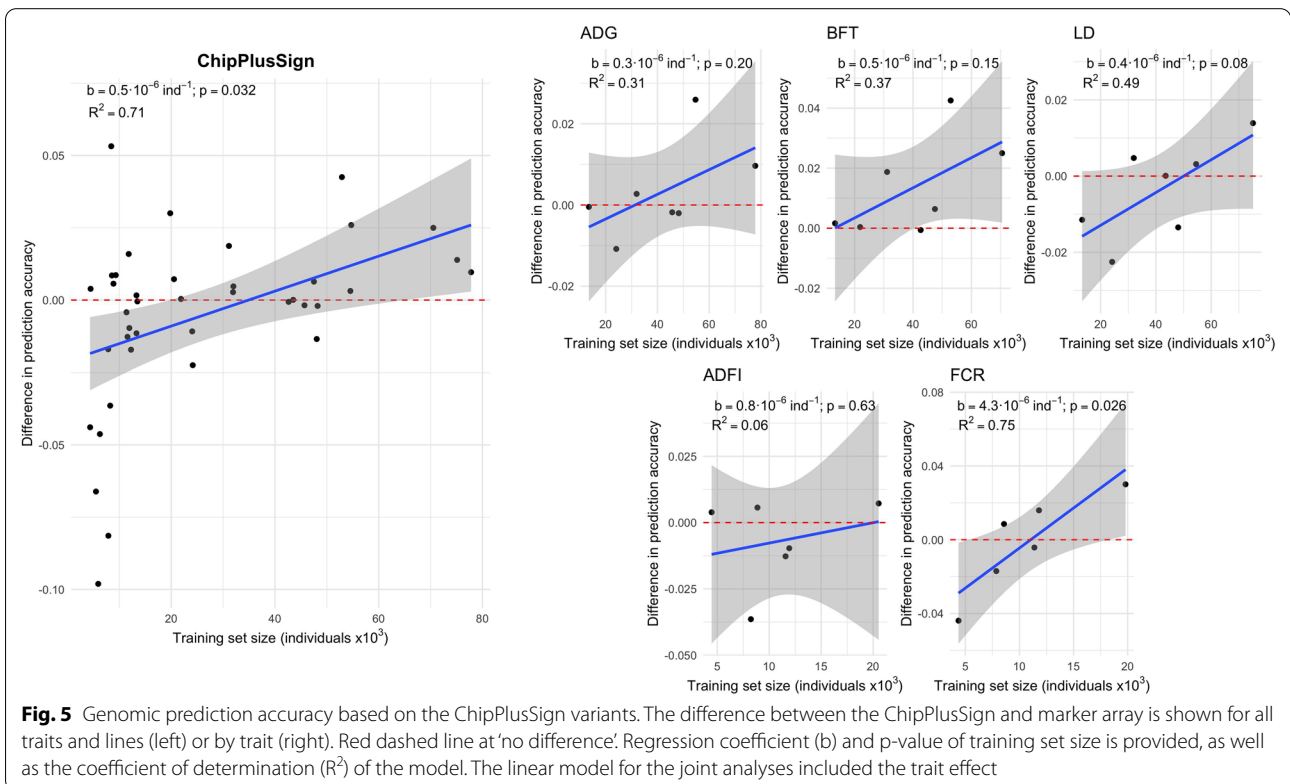 ChipPlusSign
b = 0.5·10⁻⁶ ind⁻¹; p = 0.032
R² = 0.71
Difference in prediction accuracy
0.05
0.00
-0.05
-0.10
20 40 60 80
Training set size (individuals x10³)
ADG
b = 0.3·10⁻⁶ ind⁻¹; p = 0.20
R² = 0.31
Difference in prediction accuracy
0.02
0.00
-0.02
20 40 60 80
Training set size (individuals x10³)
BFT
b = 0.5·10⁻⁶ ind⁻¹; p = 0.15
R² = 0.37
Difference in prediction accuracy
0.04
0.02
0.00
-0.02
20 40 60
Training set size (individuals x10³)
LD
b = 0.4·10⁻⁶ ind⁻¹; p = 0.08
R² = 0.49
Difference in prediction accuracy
0.02
0.00
-0.02
20 40 60
Training set size (individuals x10³)
ADFI
b = 0.8·10⁻⁶ ind⁻¹; p = 0.63
R² = 0.06
Difference in prediction accuracy
0.025
0.000
-0.025
-0.050
5 10 15 20
Training set size (individuals x10³)
FCR
b = 4.3·10⁻⁶ ind⁻¹; p = 0.026
R² = 0.75
Difference in prediction accuracy
0.08
0.04
0.00
-0.04
5 10 15 20
Training set size (individuals x10³)
Fig. 5 Genomic prediction accuracy based on the ChipPlusSign variants. The difference between the ChipPlusSign and marker array is shown for all
traits and lines (left) or by trait (right). Red dashed line at 'no difference'. Regression coefficient (b) and p-value of training set size is provided, as well
as the coefficient of determination (R²) of the model. The linear model for the joint analyses included the trait effect